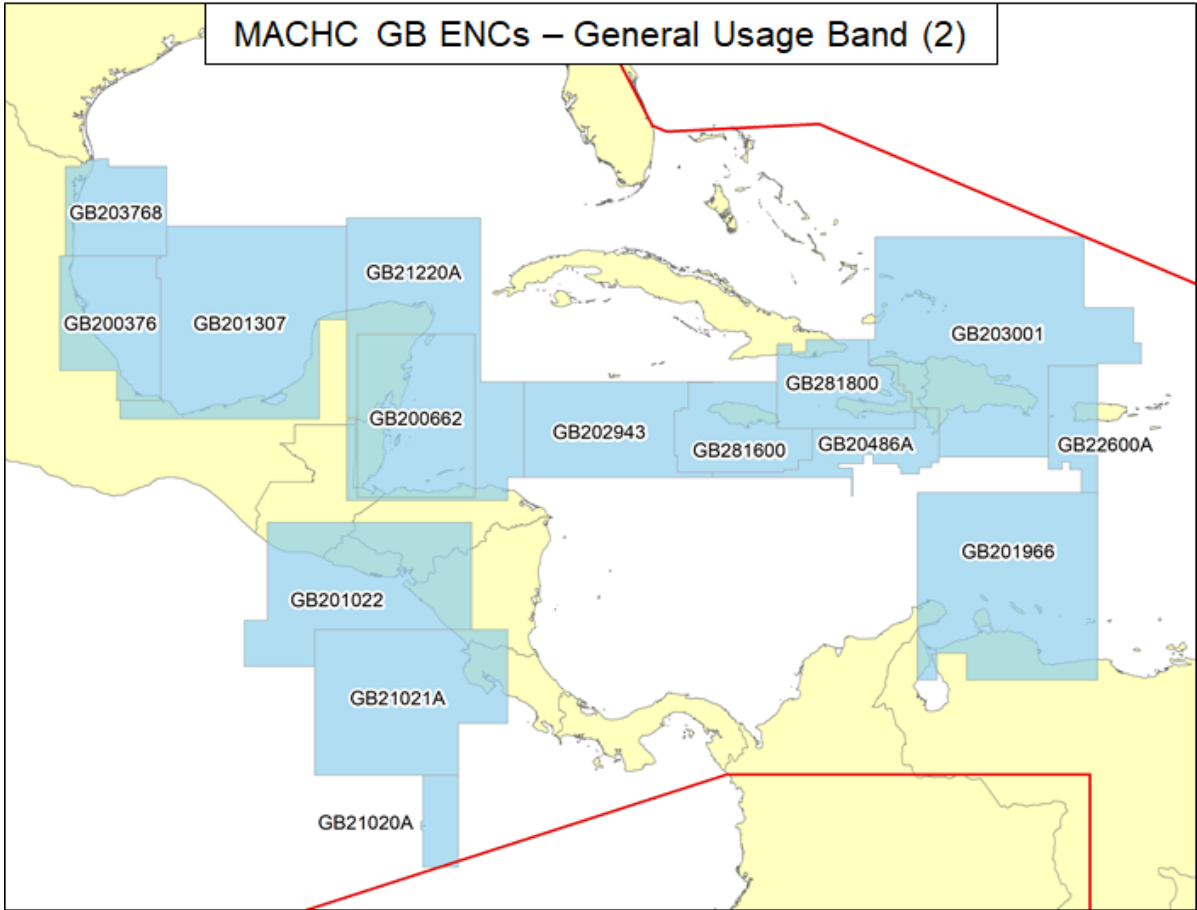 MACHC GB ENCs – General Usage Band (2)
GB203768
GB21220A
GB200376
GB201307
GB203001
GB281800
GB200662
GB202943
GB281600
GB20486A
GB22600A
GB201966
GB201022
GB21021A
GB21020A